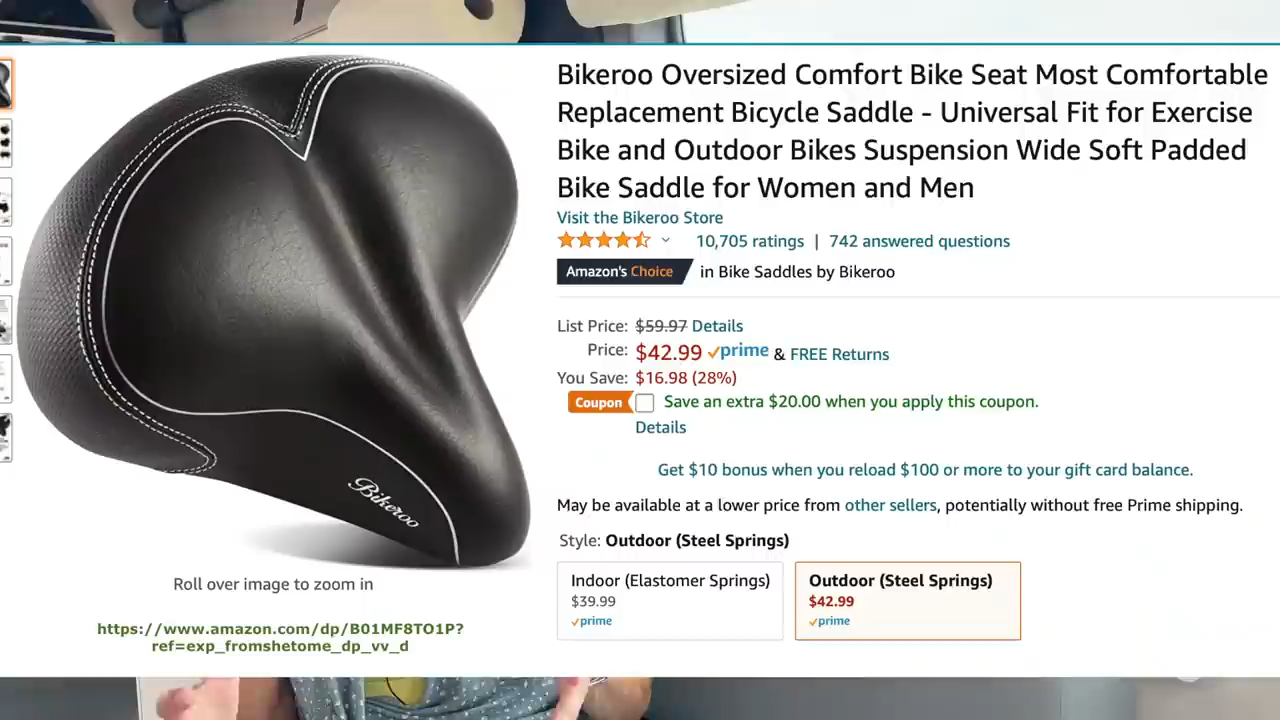 Bikeroo Oversized Comfort Bike Seat Most Comfortable
Replacement Bicycle Saddle - Universal Fit for Exercise
Bike and Outdoor Bikes Suspension Wide Soft Padded
Bike Saddle for Women and Men
Visit the Bikeroo Store
10,705 ratings | 742 answered questions
Amazon's Choice in Bike Saddles by Bikeroo
List Price: $59.97 Details
Price: $42.99 prime & FREE Returns
You Save: $16.98 (28%)
Coupon Save an extra $20.00 when you apply this coupon.
Details
Get $10 bonus when you reload $100 or more to your gift card balance.
May be available at a lower price from other sellers, potentially without free Prime shipping.
Style: Outdoor (Steel Springs)
Indoor (Elastomer Springs)
$39.99
prime
Outdoor (Steel Springs)
$42.99
prime
Bikeroo
Roll over image to zoom in
https://www.amazon.com/dp/B01MF8TO1P?
ref=exp_fromshetome_dp_vv_d